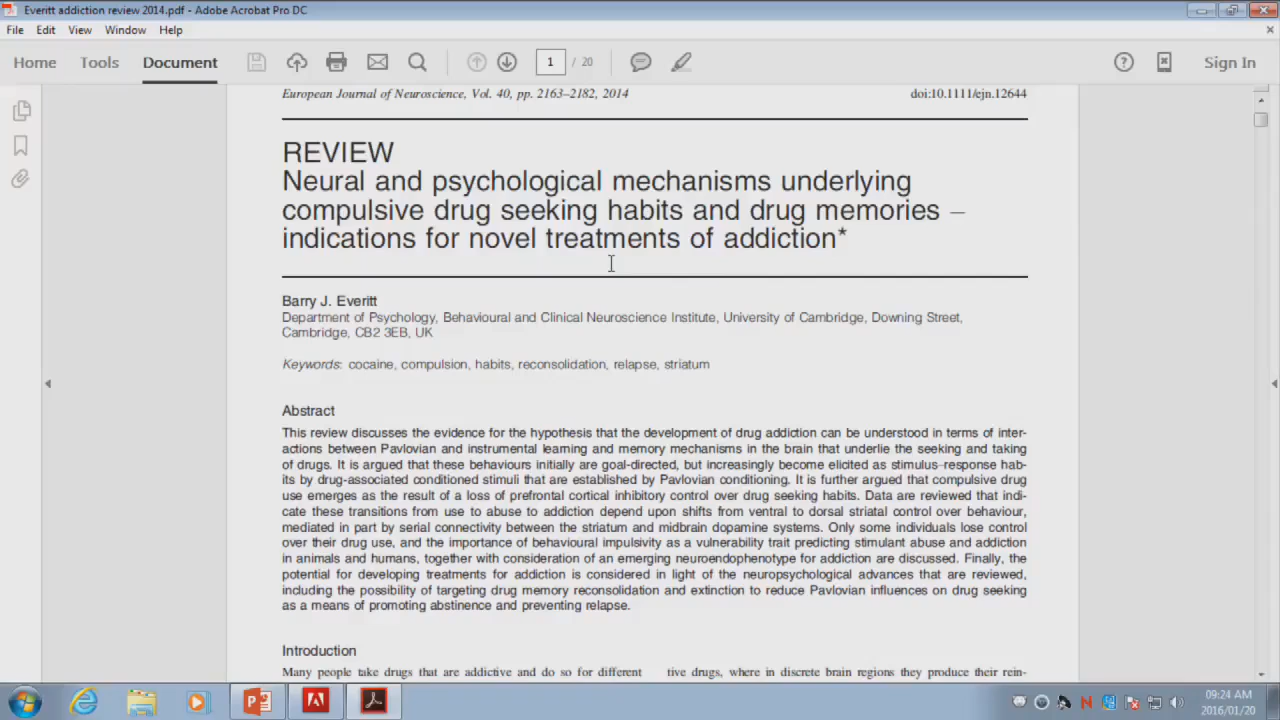 Everitt addiction review 2014.pdf - Adobe Acrobat Pro DC
File Edit View Window Help
Home Tools Document 1 / 20 Sign In
European Journal of Neuroscience, Vol. 40, pp. 2163–2182, 2014 doi:10.1111/ejn.12644
REVIEW
Neural and psychological mechanisms underlying
compulsive drug seeking habits and drug memories –
indications for novel treatments of addiction*
Barry J. Everitt
Department of Psychology, Behavioural and Clinical Neuroscience Institute, University of Cambridge, Downing Street,
Cambridge, CB2 3EB, UK
Keywords: cocaine, compulsion, habits, reconsolidation, relapse, striatum
Abstract
This review discusses the evidence for the hypothesis that the development of drug addiction can be understood in terms of inter-
actions between Pavlovian and instrumental learning and memory mechanisms in the brain that underlie the seeking and taking
of drugs. It is argued that these behaviours initially are goal-directed, but increasingly become elicited as stimulus–response hab-
its by drug-associated conditioned stimuli that are established by Pavlovian conditioning. It is further argued that compulsive drug
use emerges as the result of a loss of prefrontal cortical inhibitory control over drug seeking habits. Data are reviewed that indi-
cate these transitions from use to abuse to addiction depend upon shifts from ventral to dorsal striatal control over behaviour,
mediated in part by serial connectivity between the striatum and midbrain dopamine systems. Only some individuals lose control
over their drug use, and the importance of behavioural impulsivity as a vulnerability trait predicting stimulant abuse and addiction
in animals and humans, together with consideration of an emerging neuroendophenotype for addiction are discussed. Finally, the
potential for developing treatments for addiction is considered in light of the neuropsychological advances that are reviewed,
including the possibility of targeting drug memory reconsolidation and extinction to reduce Pavlovian influences on drug seeking
as a means of promoting abstinence and preventing relapse.
Introduction
Many people take drugs that are addictive and do so for different
tive drugs, where in discrete brain regions they produce their rein-
09:24 AM
2016/01/20